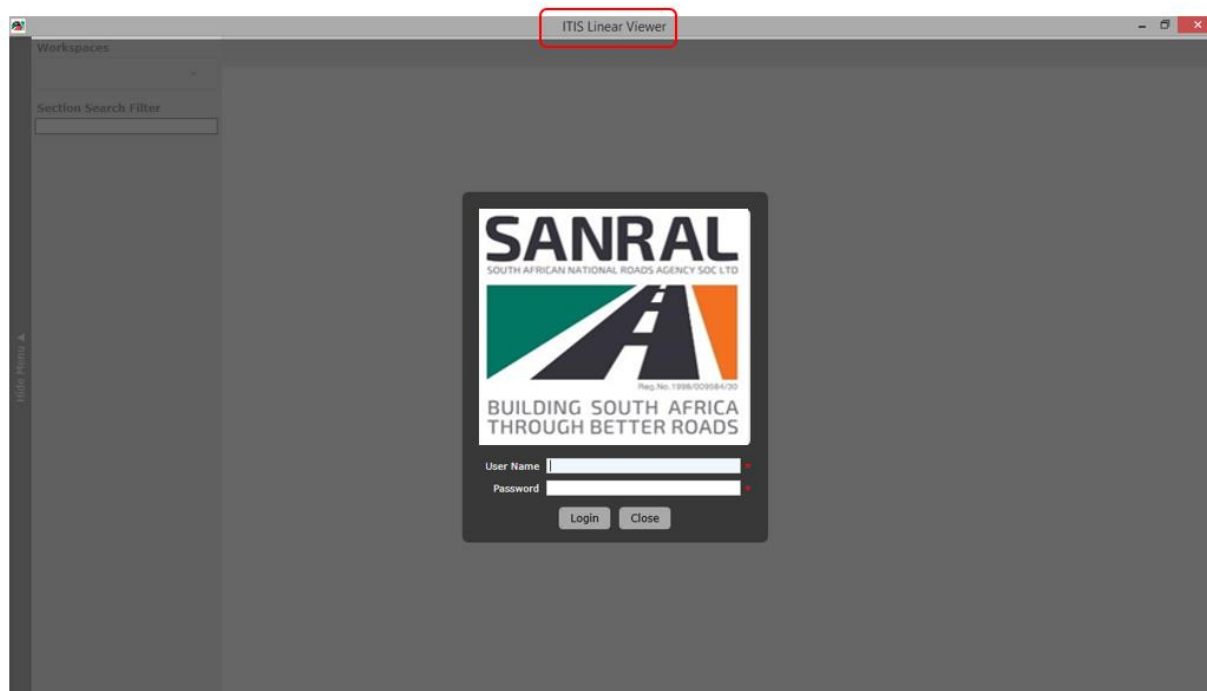 ITIS Linear Viewer
Workspaces
Section Search Filter
Hide Menu
SANRAL
SOUTH AFRICAN NATIONAL ROADS AGENCY SOC LTD
Reg.No. 1998/009584/30
BUILDING SOUTH AFRICA
THROUGH BETTER ROADS
User Name
Password
Login Close